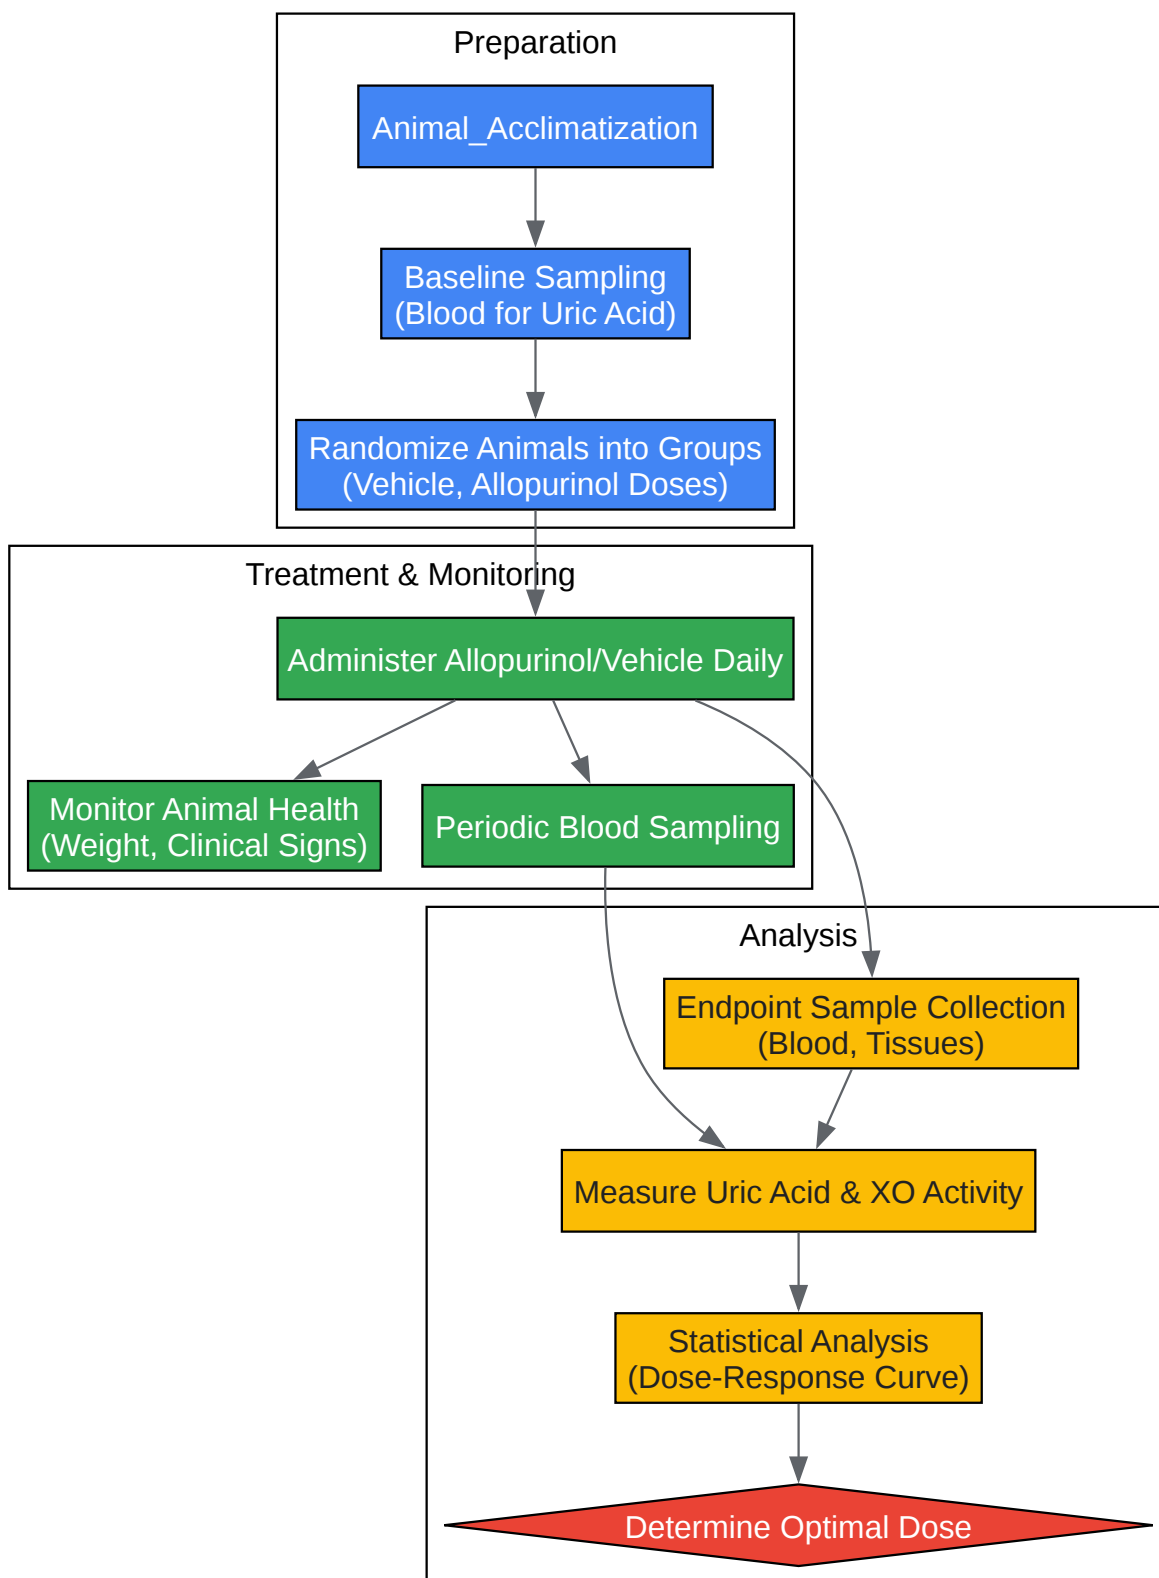 Preparation
Animal_Acclimatization
Baseline Sampling
(Blood for Uric Acid)
Randomize Animals into Groups
(Vehicle, Allopurinol Doses)
Treatment & Monitoring
Administer Allopurinol/Vehicle Daily
Monitor Animal Health
(Weight, Clinical Signs)
Periodic Blood Sampling
Analysis
Endpoint Sample Collection
(Blood, Tissues)
Measure Uric Acid & XO Activity
Statistical Analysis
(Dose-Response Curve)
Determine Optimal Dose